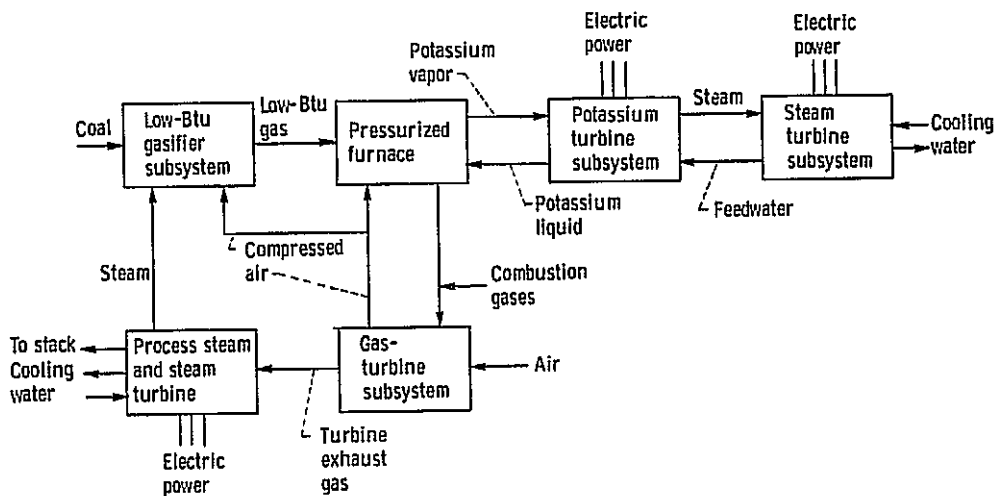 Electric
power
Electric
power
Potassium
vapor
Steam
Low-Btu
gas
Coal
Low-Btu
gasifier
subsystem
Pressurized
furnace
Potassium
turbine
subsystem
Steam
turbine
subsystem
Cooling
water
Potassium
liquid
Feedwater
Compressed
air
Steam
Combustion
gases
To stack
Cooling
water
Process steam
and steam
turbine
Gas-
turbine
subsystem
Air
Turbine
exhaust
gas
Electric
power